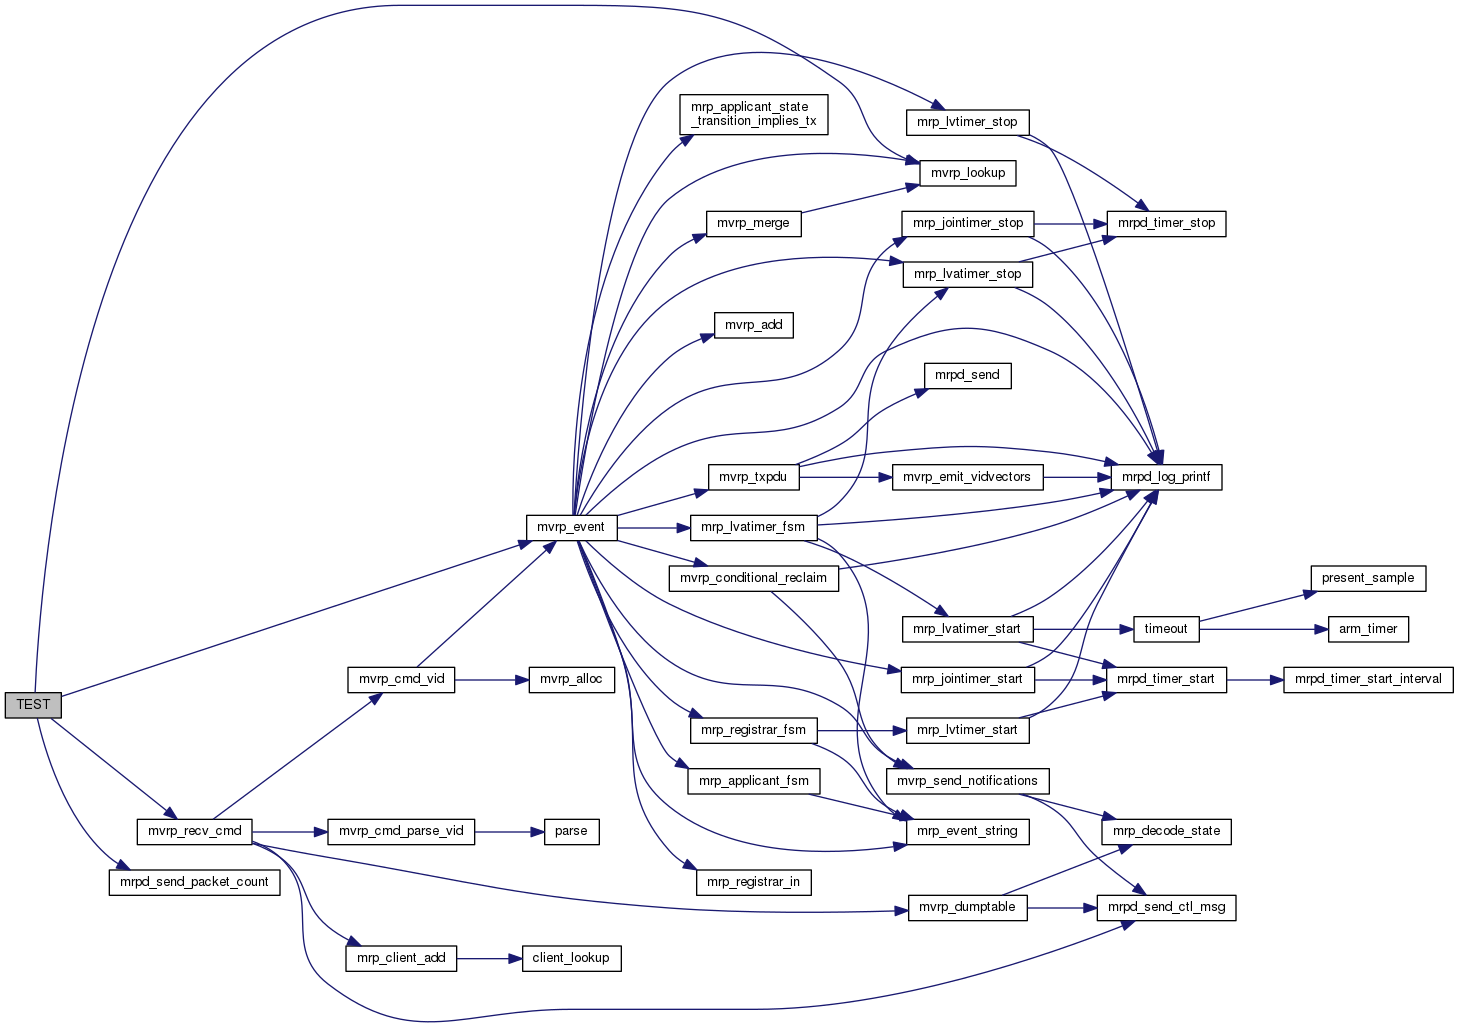 mrp_applicant_state
_transition_implies_tx
mrp_lvtimer_stop
mvrp_lookup
mvrp_merge
mrp_jointimer_stop
mrpd_timer_stop
mrp_lvatimer_stop
mvrp_add
mrpd_send
mvrp_txpdu
mvrp_emit_vidvectors
mrpd_log_printf
mvrp_event
mrp_lvatimer_fsm
mvrp_conditional_reclaim
present_sample
mrp_lvatimer_start
timeout
arm_timer
mvrp_cmd_vid
mvrp_alloc
mrp_jointimer_start
mrpd_timer_start
mrpd_timer_start_interval
TEST
mrp_registrar_fsm
mrp_lvtimer_start
mrp_applicant_fsm
mvrp_send_notifications
mvrp_recv_cmd
mvrp_cmd_parse_vid
parse
mrp_event_string
mrp_decode_state
mrpd_send_packet_count
mrp_registrar_in
mvrp_dumptable
mrpd_send_ctl_msg
mrp_client_add
client_lookup